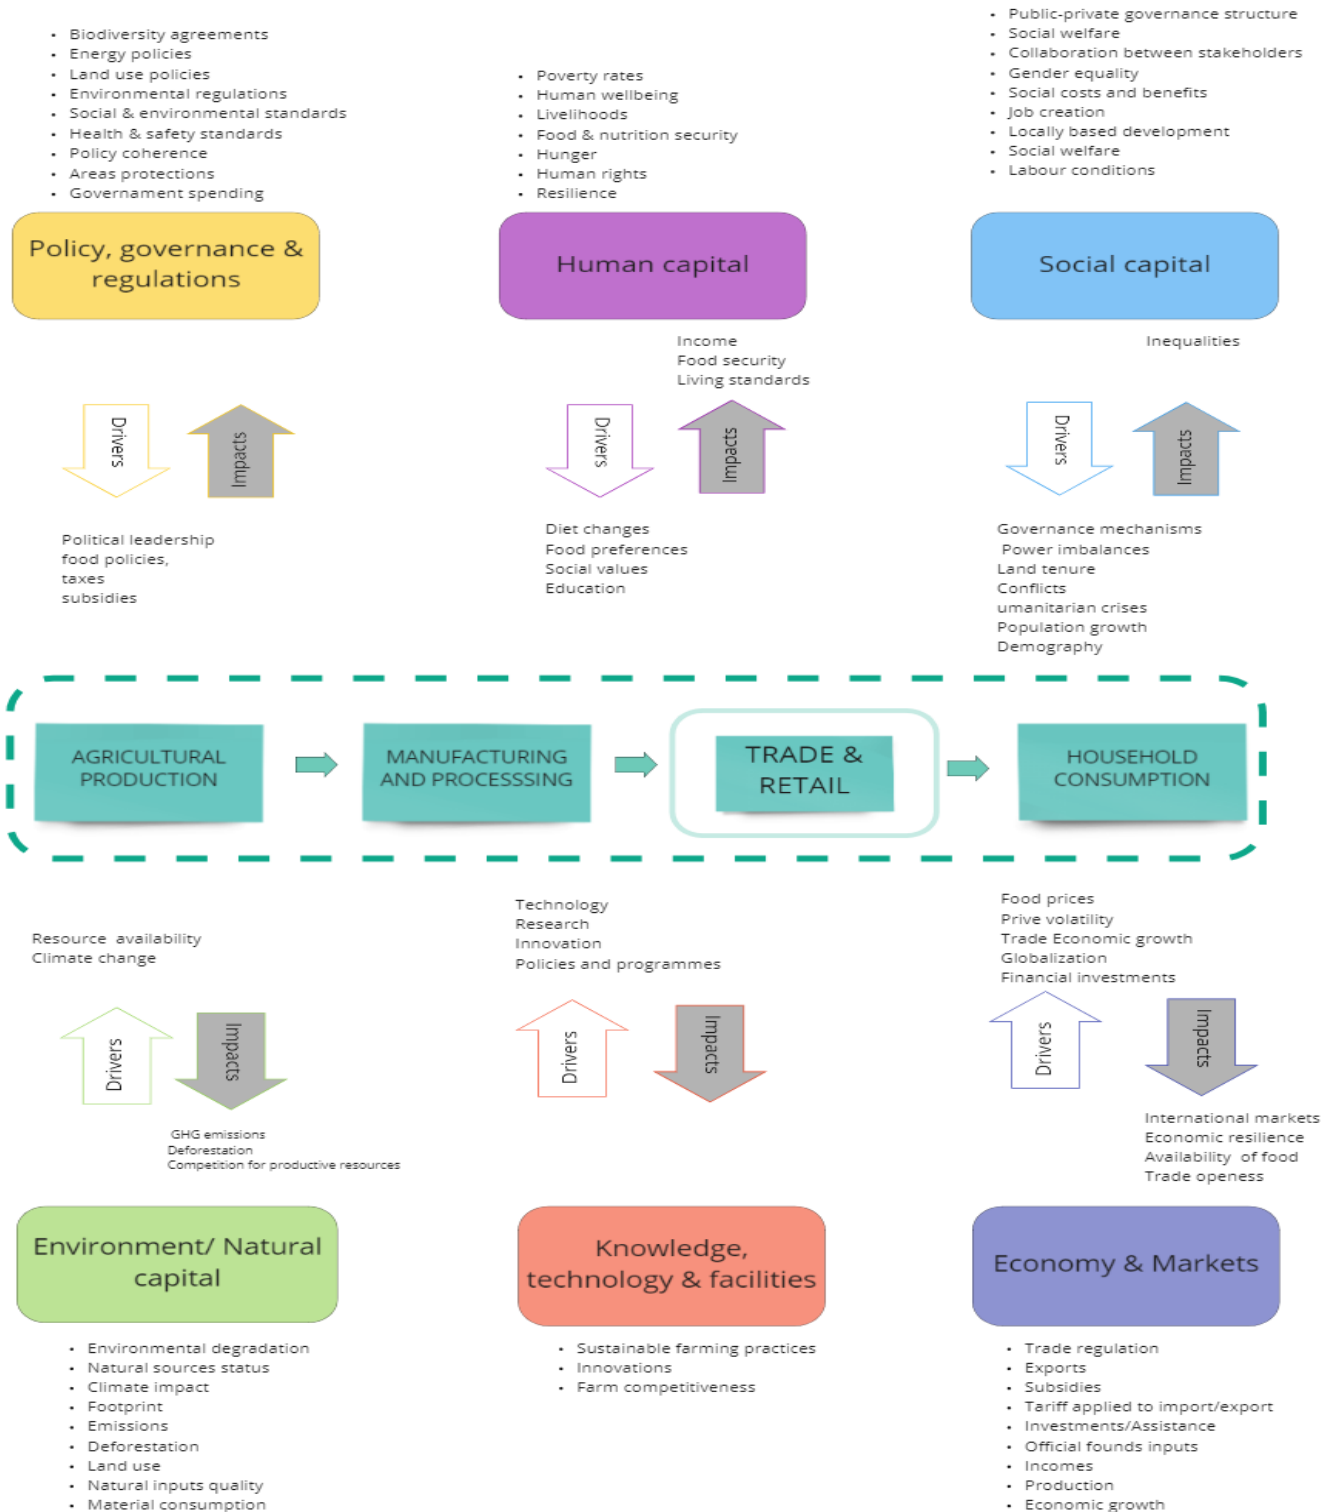 • Biodiversity agreements
• Energy policies
• Land use policies
• Environmental regulations
• Social & environmental standards
• Health & safety standards
• Policy coherence
• Areas protections
• Governament spending
• Poverty rates
• Human wellbeing
• Livelihoods
• Food & nutrition security
• Hunger
• Human rights
• Resilience
• Public-private governance structure
• Social welfare
• Collaboration between stakeholders
• Gender equality
• Social costs and benefits
• Job creation
• Locally based development
• Social welfare
• Labour conditions
Policy, governance &
regulations
Human capital
Social capital
Income
Food security
Living standards
Inequalities
Drivers
Impacts
Drivers
Impacts
Drivers
Impacts
Political leadership
food policies,
taxes
subsidies
Diet changes
Food preferences
Social values
Education
Governance mechanisms
Power imbalances
Land tenure
Conflicts
umanitarian crises
Population growth
Demography
AGRICULTURAL
PRODUCTION
MANUFACTURING
AND PROCESSSING
TRADE &
RETAIL
HOUSEHOLD
CONSUMPTION
Resource availability
Climate change
Technology
Research
Innovation
Policies and programmes
Food prices
Prive volatility
Trade Economic growth
Globalization
Financial investments
Drivers
Impacts
Drivers
Impacts
Drivers
Impacts
GHG emissions
Deforestation
Competition for productive resources
International markets
Economic resilience
Availability of food
Trade openess
Environment/ Natural
capital
Knowledge,
technology & facilities
Economy & Markets
• Environmental degradation
• Natural sources status
• Climate impact
• Footprint
• Emissions
• Deforestation
• Land use
• Natural inputs quality
• Material consumption
• Sustainable farming practices
• Innovations
• Farm competitiveness
• Trade regulation
• Exports
• Subsidies
• Tariff applied to import/export
• Investments/Assistance
• Official founds inputs
• Incomes
• Production
• Economic growth